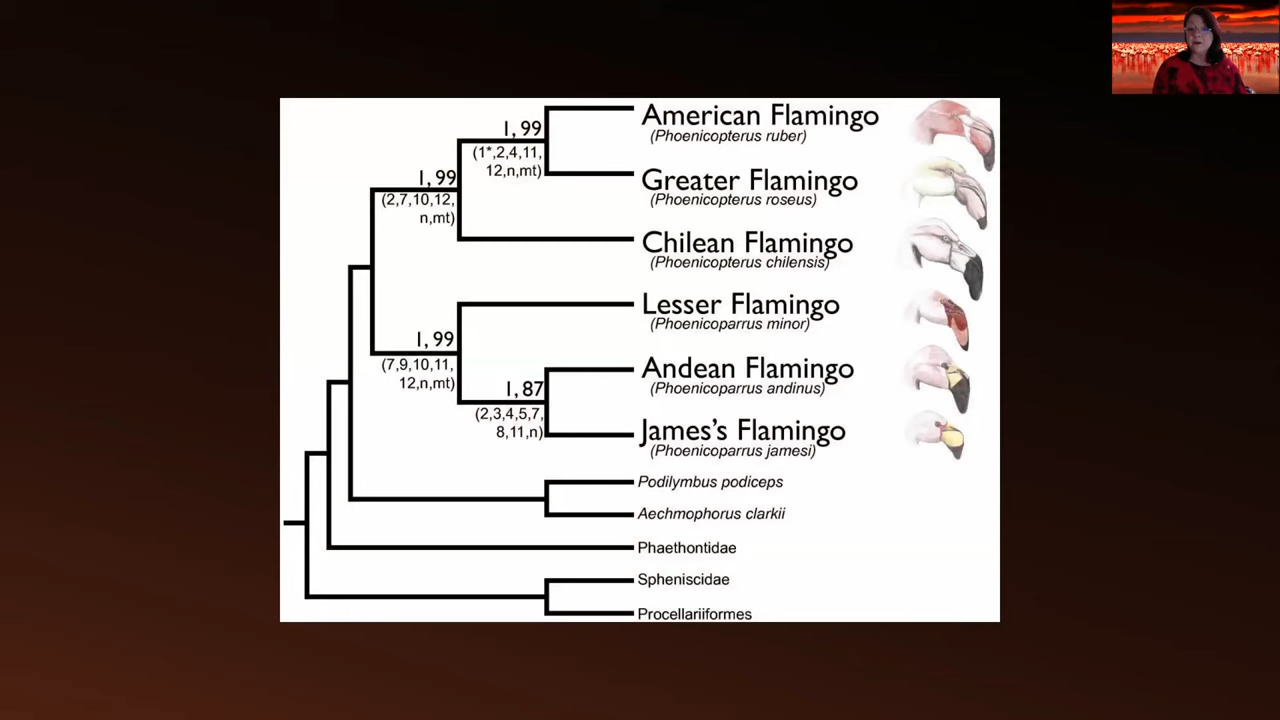 American Flamingo
(Phoenicopterus ruber)
1, 99
(1*,2,4,11,
12,n,mt)
Greater Flamingo
(Phoenicopterus roseus)
1, 99
(2,7,10,12,
n,mt)
Chilean Flamingo
(Phoenicopterus chilensis)
Lesser Flamingo
(Phoenicoparrus minor)
1, 99
(7,9,10,11,
12,n,mt)
Andean Flamingo
(Phoenicoparrus andinus)
1, 87
(2,3,4,5,7,
8,11,n)
James's Flamingo
(Phoenicoparrus jamesi)
Podilymbus podiceps
Aechmophorus clarkii
Phaethontidae
Spheniscidae
Procellariiformes